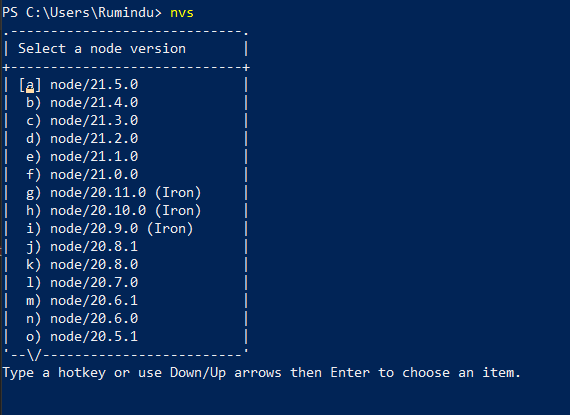 PS C:\Users\Rumindu> nvs
.-----------------------------.
| Select a node version       |
+-----------------------------+
| [a] node/21.5.0             |
|  b) node/21.4.0             |
|  c) node/21.3.0             |
|  d) node/21.2.0             |
|  e) node/21.1.0             |
|  f) node/21.0.0             |
|  g) node/20.11.0 (Iron)     |
|  h) node/20.10.0 (Iron)     |
|  i) node/20.9.0 (Iron)      |
|  j) node/20.8.1             |
|  k) node/20.8.0             |
|  l) node/20.7.0             |
|  m) node/20.6.1             |
|  n) node/20.6.0             |
|  o) node/20.5.1             |
'--\/-------------------------'
Type a hotkey or use Down/Up arrows then Enter to choose an item.